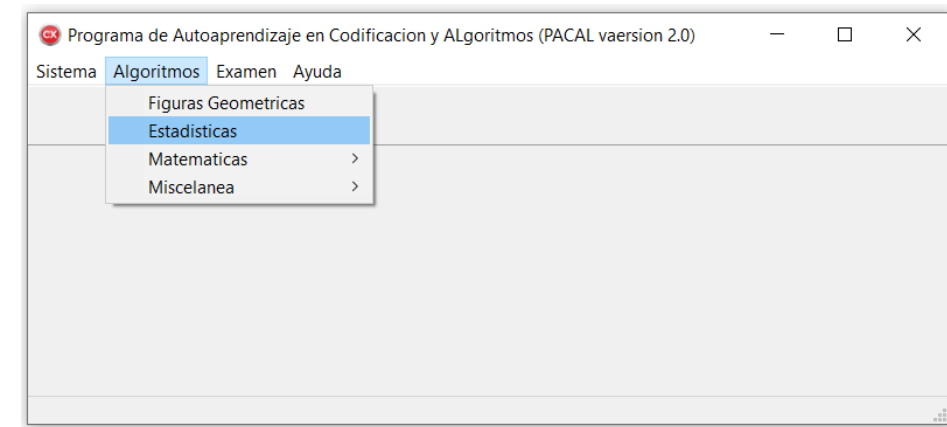 CX Programa de Autoaprendizaje en Codificacion y ALgoritmos (PACAL vaersion 2.0)
Sistema Algoritmos Examen Ayuda
Figuras Geometricas
Estadisticas
Matematicas
Miscelanea